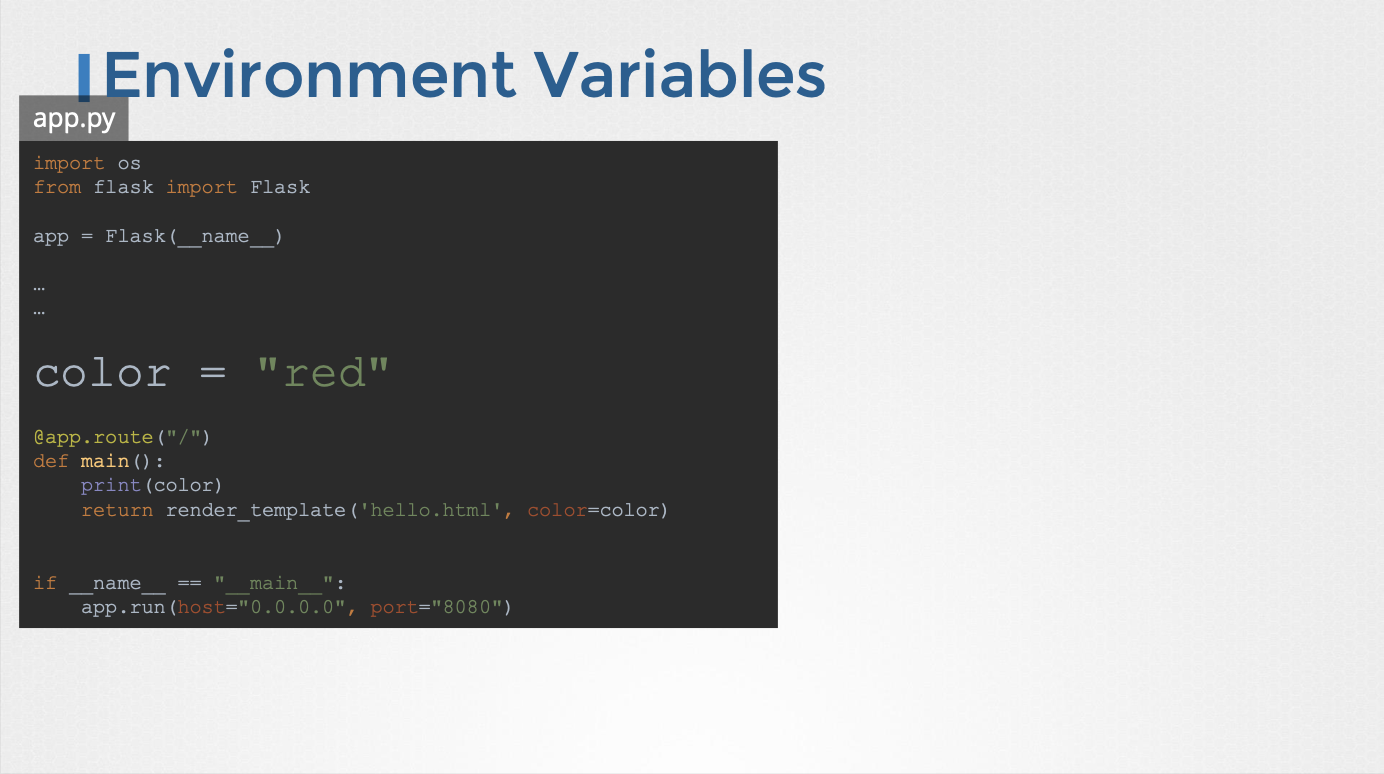 Environment Variables
app.py
import os
from flask import Flask
app = Flask(__name__)
…
…
color = "red"
@app.route("/")
def main():
    print(color)
    return render_template('hello.html', color=color)
if __name__ == "__main__":
    app.run(host="0.0.0.0", port="8080")